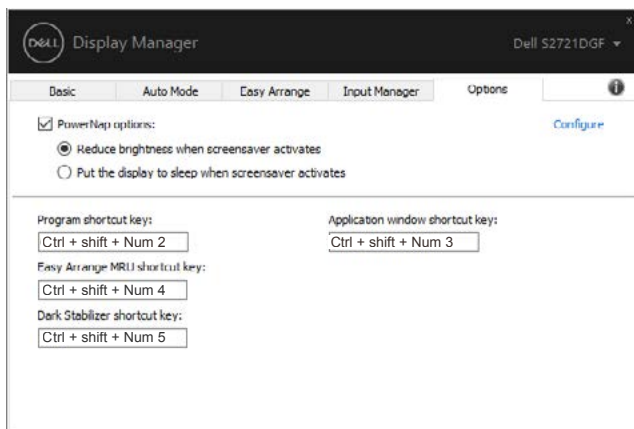 x
DELL Display Manager Dell S2721DGF
Basic Auto Mode Easy Arrange Input Manager Options i
PowerNap options: Configure
Reduce brightness when screensaver activates
Put the display to sleep when screensaver activates
Program shortcut key: Application window shortcut key:
Ctrl + shift + Num 2 Ctrl + shift + Num 3
Easy Arrange MRU shortcut key:
Ctrl + shift + Num 4
Dark Stabilizer shortcut key:
Ctrl + shift + Num 5